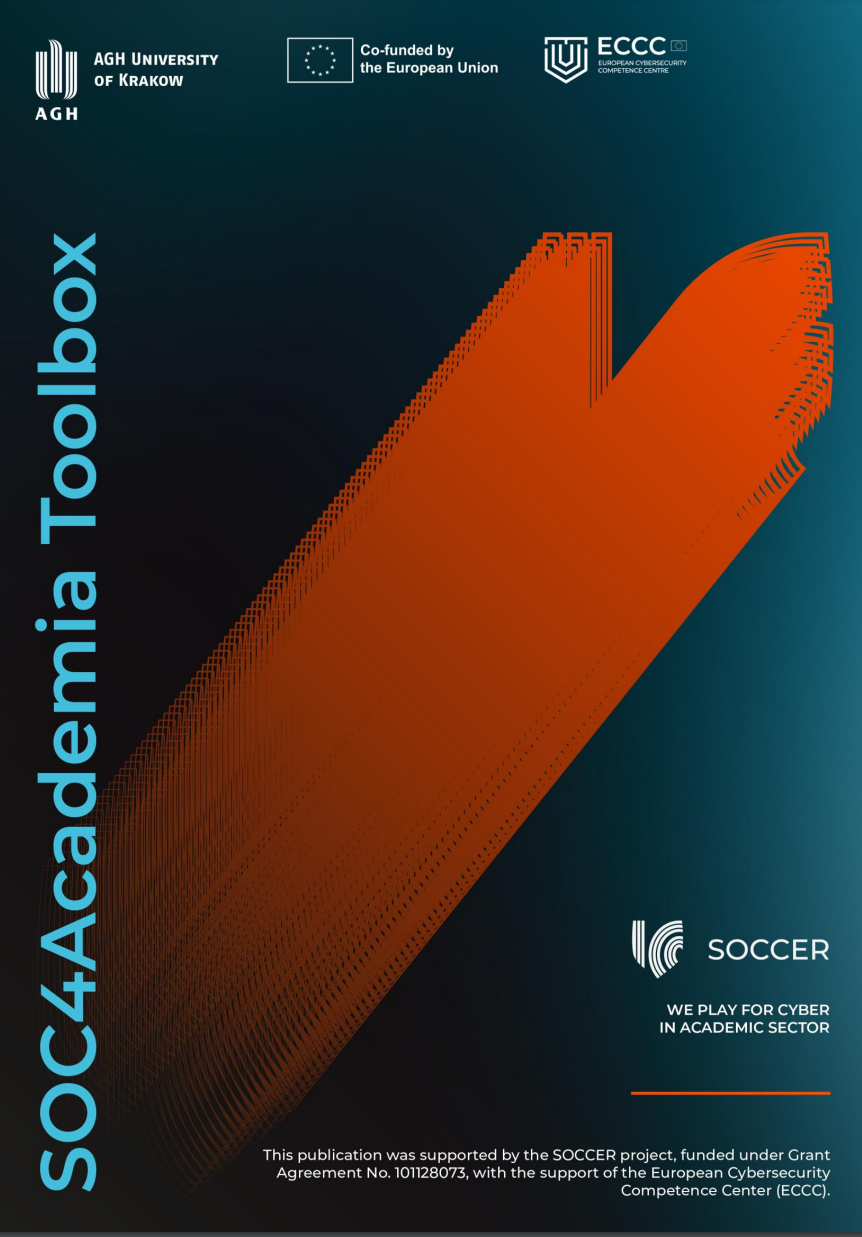 AGH
AGH University
of Krakow
Co-funded by
the European Union
ECCC
EUROPEAN CYBERSECURITY
COMPETENCE CENTRE
SOC4Academia Toolbox
SOCCER
WE PLAY FOR CYBER
IN ACADEMIC SECTOR
This publication was supported by the SOCCER project, funded under Grant
Agreement No. 101128073, with the support of the European Cybersecurity
Competence Center (ECCC).